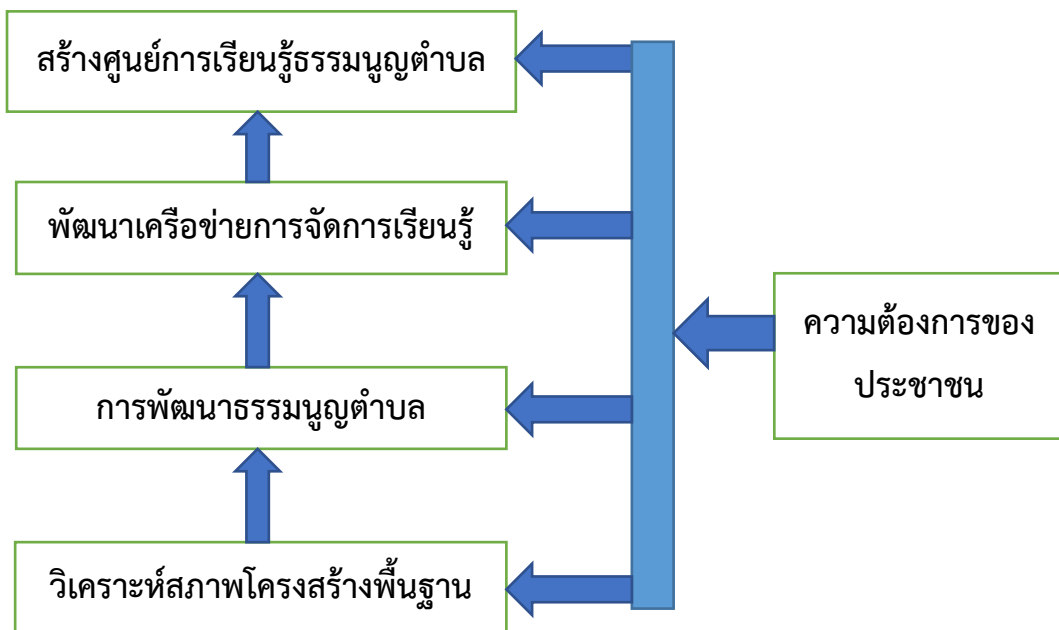 สร้างศูนย์การเรียนรู้ธรรมนูญตำบล
พัฒนาเครือข่ายการจัดการเรียนรู้
การพัฒนาธรรมนูญตำบล
วิเคราะห์สภาพโครงสร้างพื้นฐาน
ความต้องการของ
ประชาชน